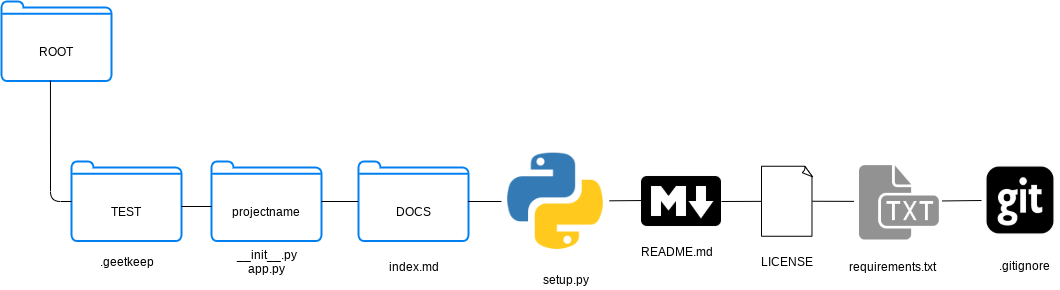 ROOT
TEST
projectname
DOCS
M
TXT
git
.geetkeep
__init__.py
app.py
index.md
setup.py
README.md
LICENSE
requirements.txt
.gitignore